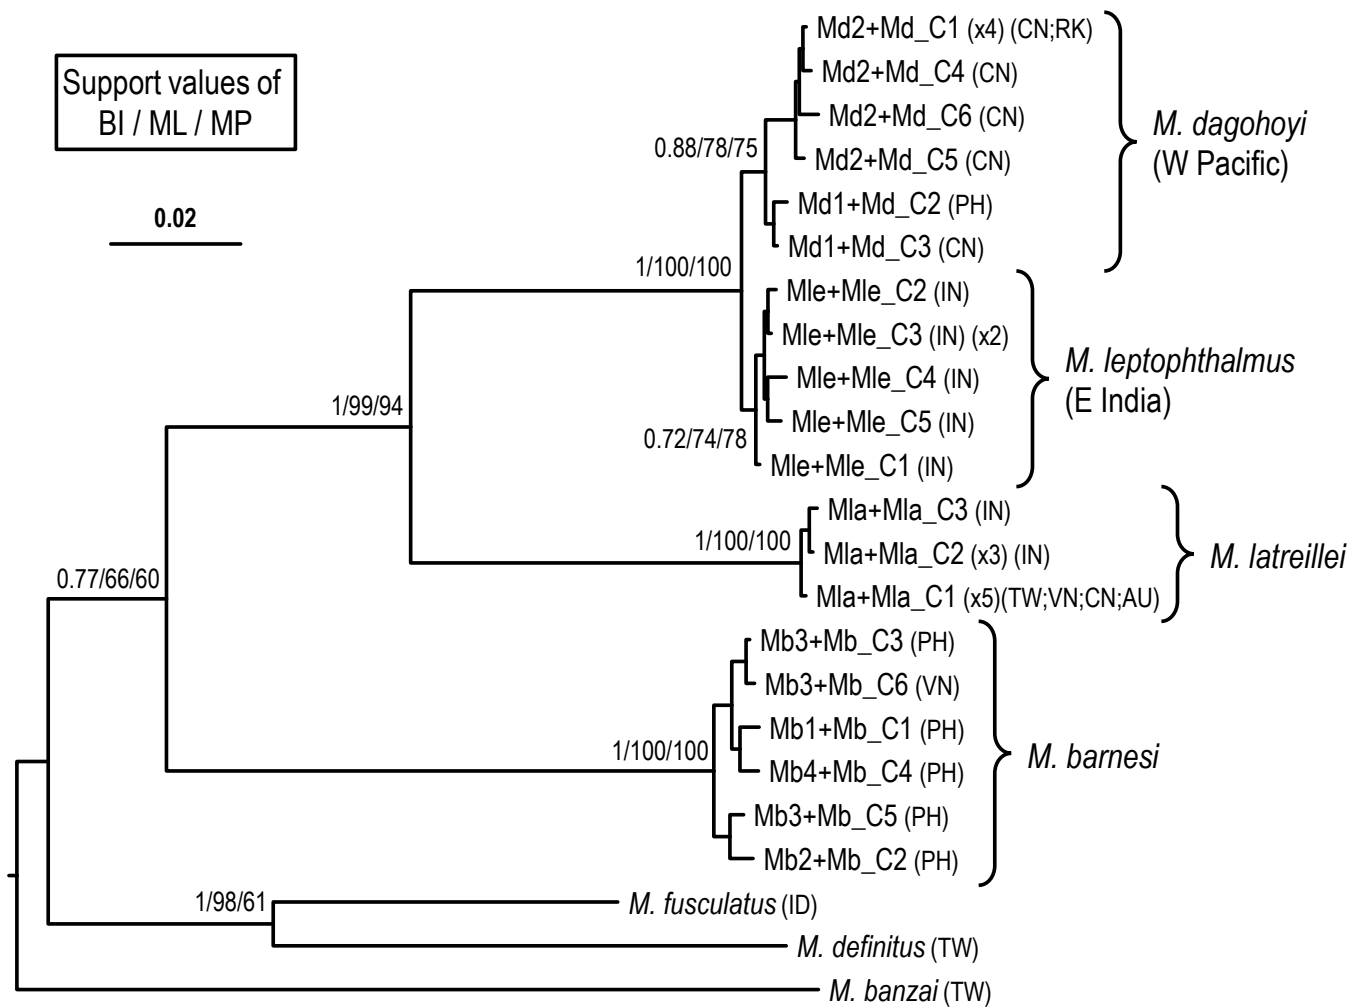 Support values of
BI / ML / MP
0.02
Md2+Md_C1 (x4) (CN;RK)
Md2+Md_C4 (CN)
Md2+Md_C6 (CN)
Md2+Md_C5 (CN)
Md1+Md_C2 (PH)
Md1+Md_C3 (CN)
M. dagohoyi
(W Pacific)
0.88/78/75
1/100/100
Mle+Mle_C2 (IN)
Mle+Mle_C3 (IN) (x2)
Mle+Mle_C4 (IN)
Mle+Mle_C5 (IN)
Mle+Mle_C1 (IN)
M. leptophthalmus
(E India)
1/99/94
0.72/74/78
Mla+Mla_C3 (IN)
Mla+Mla_C2 (x3) (IN)
Mla+Mla_C1 (x5)(TW;VN;CN;AU)
M. latreillei
1/100/100
0.77/66/60
Mb3+Mb_C3 (PH)
Mb3+Mb_C6 (VN)
Mb1+Mb_C1 (PH)
Mb4+Mb_C4 (PH)
Mb3+Mb_C5 (PH)
Mb2+Mb_C2 (PH)
M. barnesi
1/100/100
1/98/61
M. fusculatus (ID)
M. definitus (TW)
M. banzai (TW)